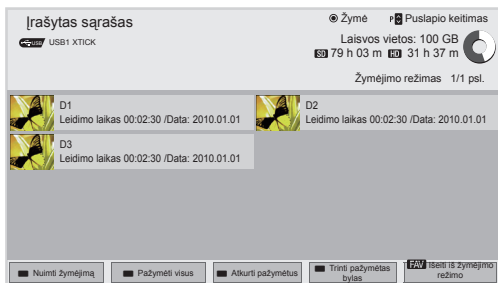 Įrašytas sąrašas
Žymė P Puslapio keitimas
USB USB1 XTICK
Laisvos vietos: 100 GB
SD 79 h 03 m HD 31 h 37 m
Žymėjimo režimas 1/1 psl.
D1
Leidimo laikas 00:02:30 /Data: 2010.01.01
D2
Leidimo laikas 00:02:30 /Data: 2010.01.01
D3
Leidimo laikas 00:02:30 /Data: 2010.01.01
Nuimti žymėjimą
Pažymėti visus
Atkurti pažymėtus
Trinti pažymėtas
bylas
FAV Išeiti iš žymėjimo
režimo